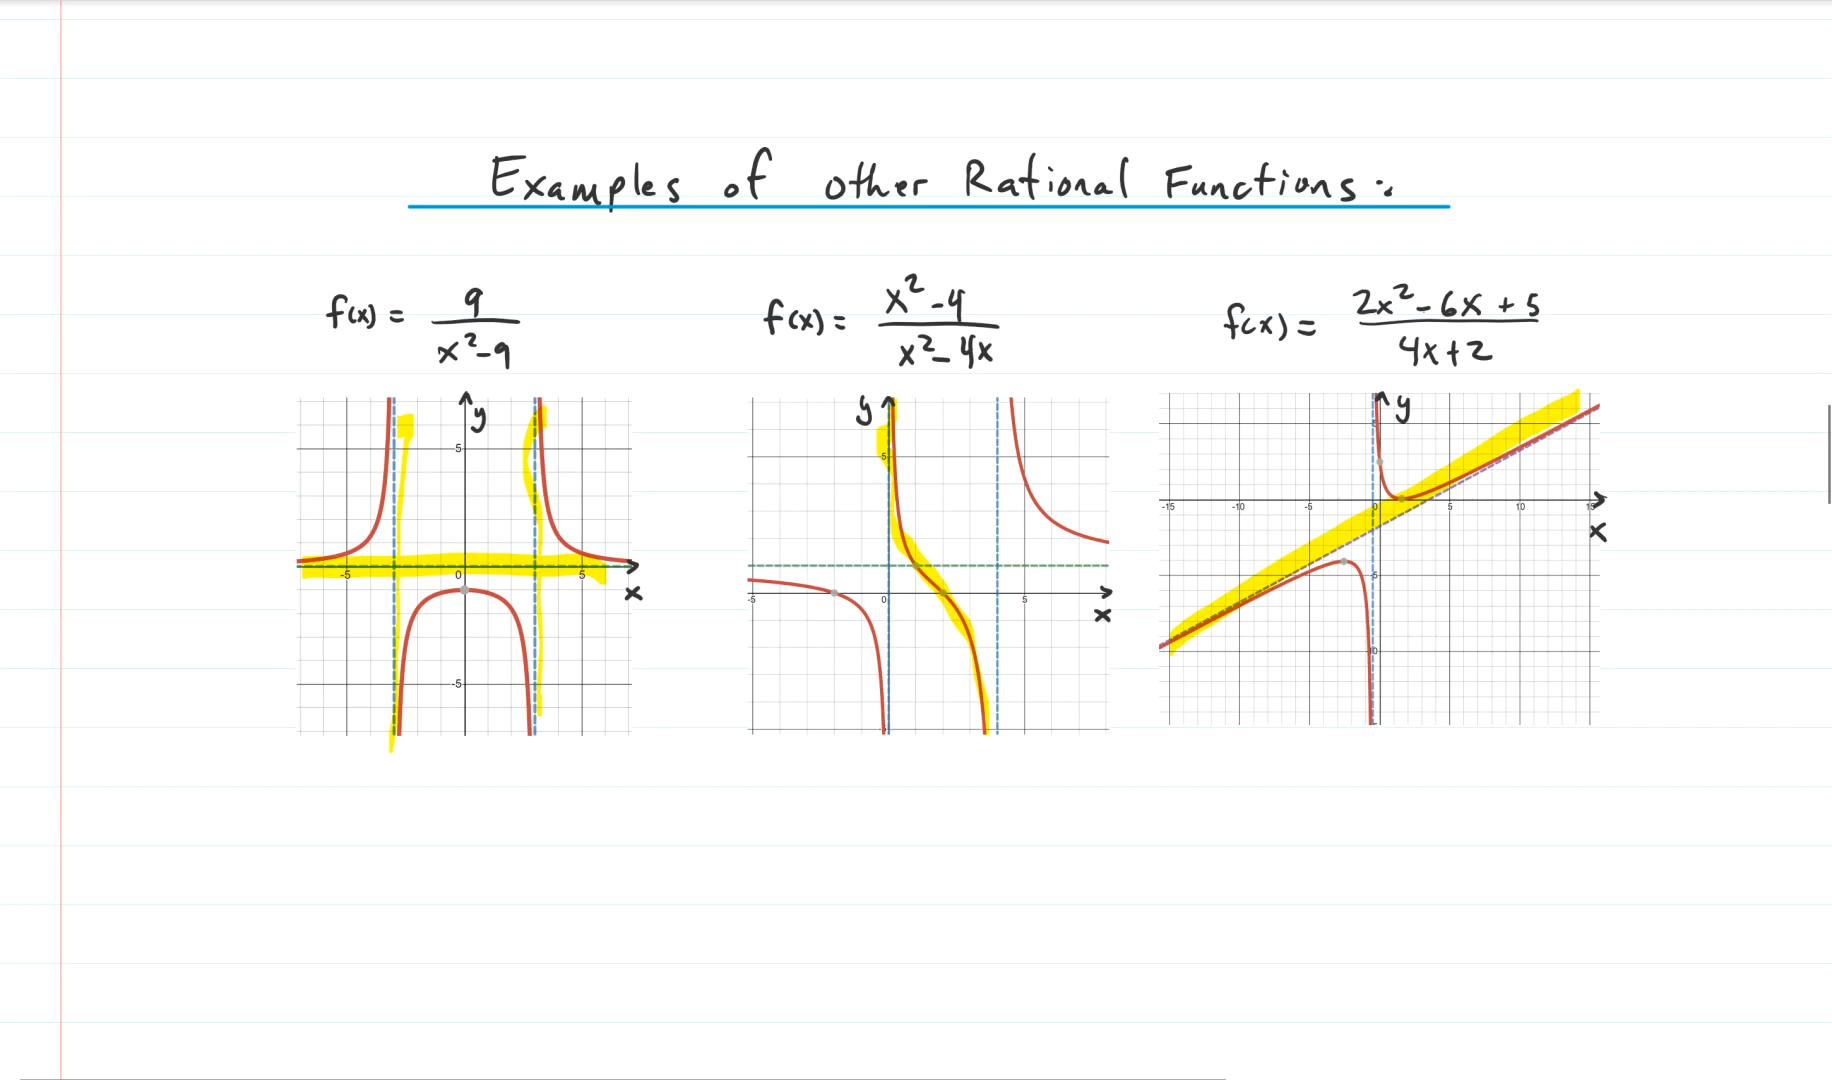 Examples of other Rational Functions:
f(x) = 9 / (x²-9)
f(x) = (x²-4) / (x²-4x)
f(x) = (2x²-6x+5) / (4x+2)
y
5
-5 0 5
x
-5
y
5
-5 0 5
x
y
-15 -10 -5 0 5 10 15
x
-5
-10